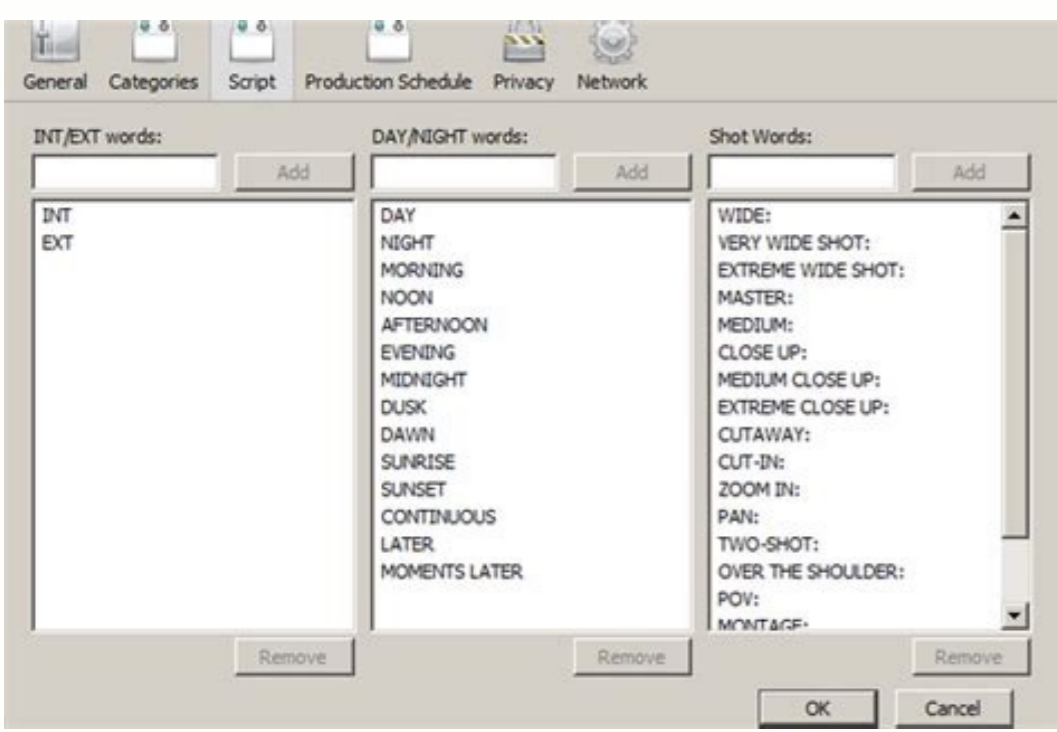 General Categories Script Production Schedule Privacy Network
INT/EXT words:
Add
INT
EXT
Remove
DAY/NIGHT words:
Add
DAY
NIGHT
MORNING
NOON
AFTERNOON
EVENING
MIDNIGHT
DUSK
DAWN
SUNRISE
SUNSET
CONTINUOUS
LATER
MOMENTS LATER
Remove
Shot Words:
Add
WIDE:
VERY WIDE SHOT:
EXTREME WIDE SHOT:
MASTER:
MEDIUM:
CLOSE UP:
MEDIUM CLOSE UP:
EXTREME CLOSE UP:
CUTAWAY:
CUT-IN:
ZOOM IN:
PAN:
TWO-SHOT:
OVER THE SHOULDER:
POV:
MONTAGE:
Remove
OK Cancel